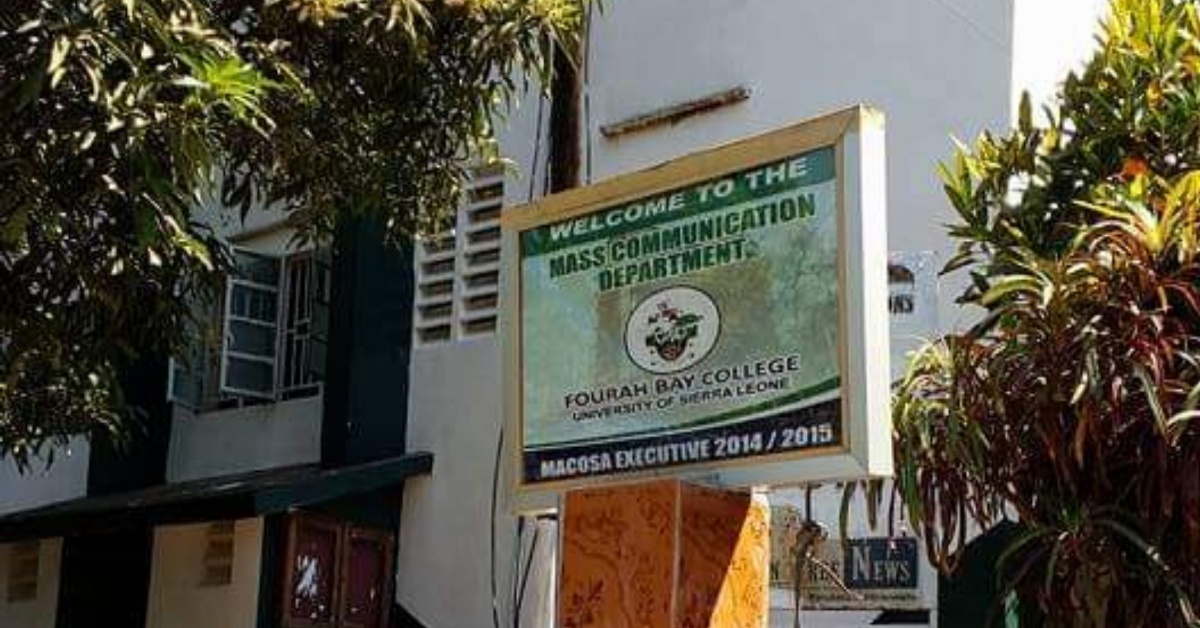 WELCOME TO THE
MASS COMMUNICATION
DEPARTMENT
FOURAH BAY COLLEGE
UNIVERSITY OF SIERRA LEONE
MACOSA EXECUTIVE 2014 / 2015
NEWS